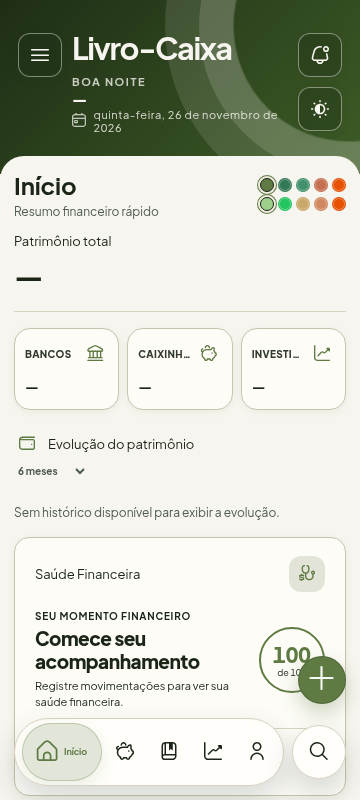 Livro-Caixa
BOA NOITE
—
quinta-feira, 26 de novembro de
2026
Início
Resumo financeiro rápido
Patrimônio total
—
BANCOS
—
CAIXINH...
—
INVESTI...
—
Evolução do patrimônio
6 meses
Sem histórico disponível para exibir a evolução.
Saúde Financeira
SEU MOMENTO FINANCEIRO
Comece seu
acompanhamento
Registre movimentações para ver sua
saúde financeira.
100
de 10
Início